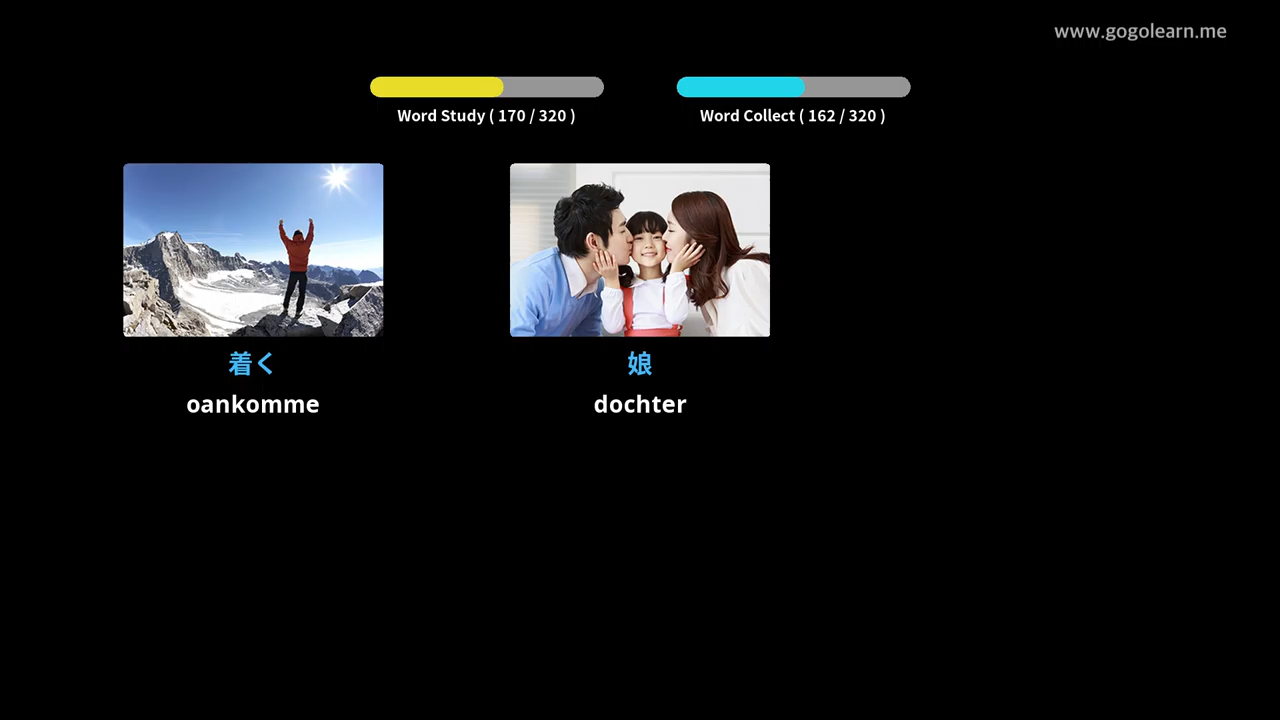 www.gogolearn.me
Word Study ( 170 / 320 )
Word Collect ( 162 / 320 )
着く
oankomme
娘
dochter